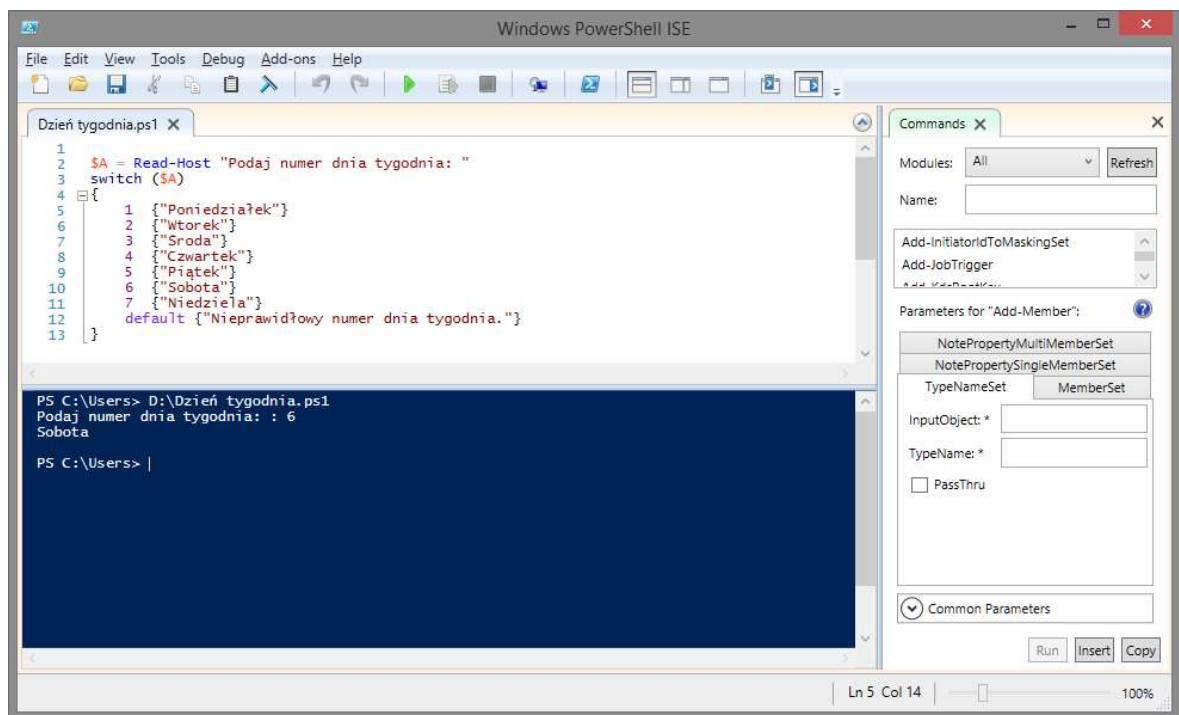 Windows PowerShell ISE
File Edit View Tools Debug Add-ons Help
Dzień tygodnia.ps1
1
2 $A = Read-Host "Podaj numer dnia tygodnia: "
3 switch ($A)
4 {
5 1 {"Poniedziałek"}
6 2 {"Wtorek"}
7 3 {"Środa"}
8 4 {"Czwartek"}
9 5 {"Piątek"}
10 6 {"Sobota"}
11 7 {"Niedziela"}
12 default {"Nieprawidłowy numer dnia tygodnia."}
13 }
PS C:\Users> D:\Dzień tygodnia.ps1
Podaj numer dnia tygodnia: : 6
Sobota
PS C:\Users>
Commands
Modules: All Refresh
Name:
Add-InitiatorIdToMaskingSet
Add-JobTrigger
Add-KdsRootKey
Parameters for "Add-Member":
NotePropertyMultiMemberSet
NotePropertySingleMemberSet
TypeNameSet MemberSet
InputObject: *
TypeName: *
PassThru
Common Parameters
Run Insert Copy
Ln 5 Col 14 100%